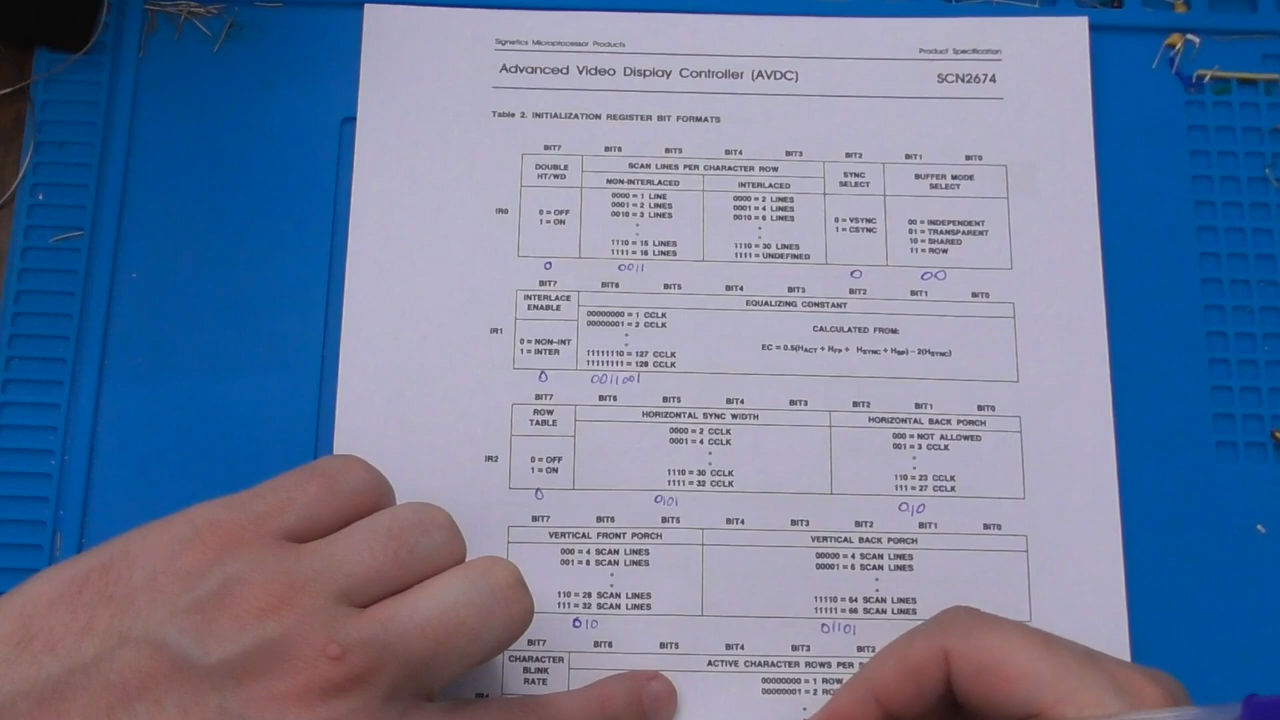 Signetics Microprocessor Products
Product Specification
Advanced Video Display Controller (AVDC)
SCN2674
Table 2. INITIALIZATION REGISTER BIT FORMATS
BIT7 BIT6 BIT5 BIT4 BIT3 BIT2 BIT1 BIT0
DOUBLE HT/WD
SCAN LINES PER CHARACTER ROW
SYNC SELECT
BUFFER MODE SELECT
NON-INTERLACED
INTERLACED
IR0
0 = OFF
1 = ON
0000 = 1 LINE
0001 = 2 LINES
0010 = 3 LINES
1110 = 15 LINES
1111 = 16 LINES
0000 = 2 LINES
0001 = 4 LINES
0010 = 6 LINES
1110 = 30 LINES
1111 = UNDEFINED
0 = VSYNC
1 = CSYNC
00 = INDEPENDENT
01 = TRANSPARENT
10 = SHARED
11 = ROW
0 0011 0 00
BIT7 BIT6 BIT5 BIT4 BIT3 BIT2 BIT1 BIT0
INTERLACE ENABLE
EQUALIZING CONSTANT
IR1
0 = NON-INT
1 = INTER
00000000 = 1 CCLK
00000001 = 2 CCLK
11111110 = 127 CCLK
11111111 = 128 CCLK
CALCULATED FROM:
EC = 0.5(HACT + HFP + HSYNC + HBP) – 2(HSYNC)
0 0011001
BIT7 BIT6 BIT5 BIT4 BIT3 BIT2 BIT1 BIT0
ROW TABLE
HORIZONTAL SYNC WIDTH
HORIZONTAL BACK PORCH
IR2
0 = OFF
1 = ON
0000 = 2 CCLK
0001 = 4 CCLK
1110 = 30 CCLK
1111 = 32 CCLK
000 = NOT ALLOWED
001 = 3 CCLK
110 = 23 CCLK
111 = 27 CCLK
0 0101 010
BIT7 BIT6 BIT5 BIT4 BIT3 BIT2 BIT1 BIT0
VERTICAL FRONT PORCH
VERTICAL BACK PORCH
000 = 4 SCAN LINES
001 = 8 SCAN LINES
110 = 28 SCAN LINES
111 = 32 SCAN LINES
00000 = 4 SCAN LINES
00001 = 6 SCAN LINES
11110 = 64 SCAN LINES
11111 = 66 SCAN LINES
010 01101
BIT7 BIT6 BIT5 BIT4 BIT3 BIT2
CHARACTER BLINK RATE
ACTIVE CHARACTER ROWS PER
00000000 = 1 ROW
00000001 = 2